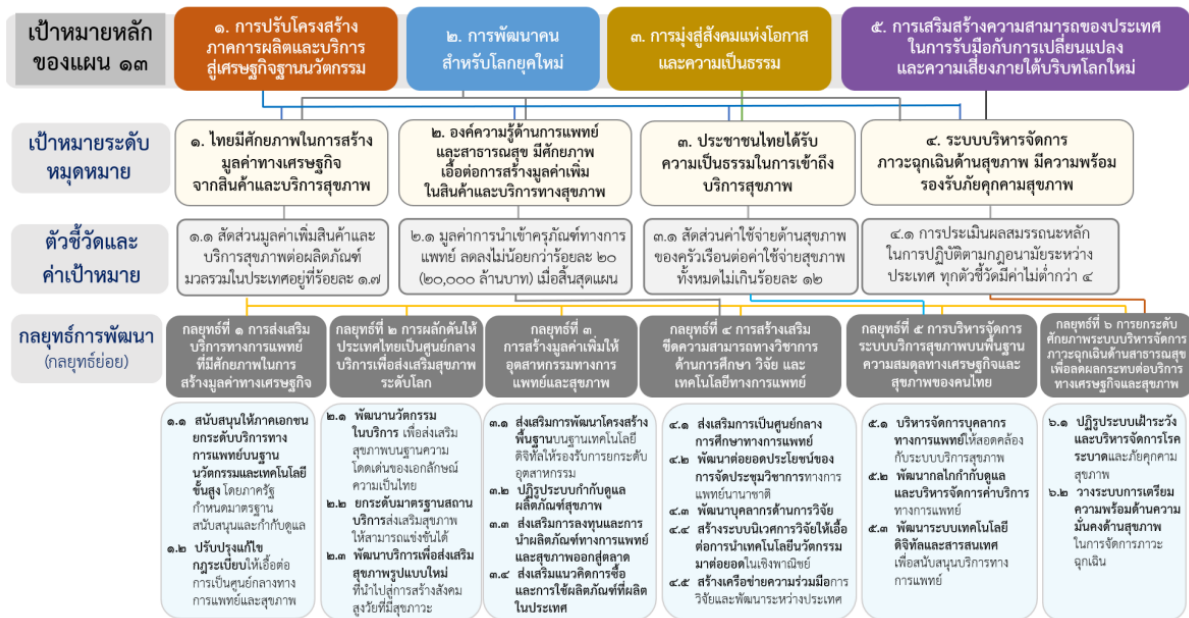 เป้าหมายหลัก
ของแผน ๑๓
๑. การปรับโครงสร้าง
ภาคการผลิตและบริการ
สู่เศรษฐกิจฐานนวัตกรรม
๒. การพัฒนาคน
สำหรับโลกยุคใหม่
๓. การมุ่งสู่สังคมแห่งโอกาส
และความเป็นธรรม
๕. การเสริมสร้างความสามารถของประเทศ
ในการรับมือกับการเปลี่ยนแปลง
และความเสี่ยงภายใต้บริบทโลกใหม่
เป้าหมายระดับ
หมุดหมาย
๑. ไทยมีศักยภาพในการสร้าง
มูลค่าทางเศรษฐกิจ
จากสินค้าและบริการสุขภาพ
๒. องค์ความรู้ด้านการแพทย์
และสาธารณสุข มีศักยภาพ
เอื้อต่อการสร้างมูลค่าเพิ่ม
ในสินค้าและบริการทางสุขภาพ
๓. ประชาชนไทยได้รับ
ความเป็นธรรมในการเข้าถึง
บริการสุขภาพ
๔. ระบบบริหารจัดการ
ภาวะฉุกเฉินด้านสุขภาพ มีความพร้อม
รองรับภัยคุกคามสุขภาพ
ตัวชี้วัดและ
ค่าเป้าหมาย
๑.๑ สัดส่วนมูลค่าเพิ่มสินค้าและ
บริการสุขภาพต่อผลิตภัณฑ์
มวลรวมในประเทศอยู่ที่ร้อยละ ๑.๗
๒.๑ มูลค่าการนำเข้าครุภัณฑ์ทางการ
แพทย์ ลดลงไม่น้อยกว่าร้อยละ ๒๐
(๒๐,๐๐๐ ล้านบาท) เมื่อสิ้นสุดแผน
๓.๑ สัดส่วนค่าใช้จ่ายด้านสุขภาพ
ของครัวเรือนต่อค่าใช้จ่ายสุขภาพ
ทั้งหมดไม่เกินร้อยละ ๑๒
๔.๑ การประเมินผลสมรรถนะหลัก
ในการปฏิบัติตามกฎอนามัยระหว่าง
ประเทศ ทุกตัวชี้วัดมีค่าไม่ต่ำกว่า ๔
กลยุทธ์การพัฒนา
(กลยุทธ์ย่อย)
กลยุทธ์ที่ ๑ การส่งเสริม
บริการทางการแพทย์
ที่มีศักยภาพในการ
สร้างมูลค่าทางเศรษฐกิจ
กลยุทธ์ที่ ๒ การผลักดันให้
ประเทศไทยเป็นศูนย์กลาง
บริการเพื่อส่งเสริมสุขภาพ
ระดับโลก
กลยุทธ์ที่ ๓
การสร้างมูลค่าเพิ่มให้
อุตสาหกรรมทางการ
แพทย์และสุขภาพ
กลยุทธ์ที่ ๔ การสร้างเสริม
ขีดความสามารถทางวิชาการ
ด้านการศึกษา วิจัย และ
เทคโนโลยีทางการแพทย์
กลยุทธ์ที่ ๕ การบริหารจัดการ
ระบบบริการสุขภาพบนพื้นฐาน
ความสมดุลทางเศรษฐกิจและ
สุขภาพของคนไทย
กลยุทธ์ที่ ๖ การยกระดับ
ศักยภาพระบบบริหารจัดการ
ภาวะฉุกเฉินด้านสาธารณสุข
เพื่อลดผลกระทบต่อบริการ
ทางเศรษฐกิจและสุขภาพ
๑.๑ สนับสนุนให้ภาคเอกชน
ยกระดับบริการทาง
การแพทย์บนฐาน
นวัตกรรมและเทคโนโลยี
ขั้นสูง โดยภาครัฐ
กำหนดมาตรฐาน
สนับสนุนและกำกับดูแล
๑.๒ ปรับปรุงแก้ไข
กฎระเบียบให้เอื้อต่อ
การเป็นศูนย์กลางทาง
การแพทย์และสุขภาพ
๒.๑ พัฒนานวัตกรรม
ในบริการ เพื่อส่งเสริม
สุขภาพบนฐานความ
โดดเด่นของเอกลักษณ์
ความเป็นไทย
๒.๒ ยกระดับมาตรฐานสถาน
บริการส่งเสริมสุขภาพ
ให้สามารถแข่งขันได้
๒.๓ พัฒนาบริการเพื่อส่งเสริม
สุขภาพรูปแบบใหม่
ที่นำไปสู่การสร้างสังคม
สูงวัยที่มีสุขภาวะ
๓.๑ ส่งเสริมการพัฒนาโครงสร้าง
พื้นฐานบนฐานเทคโนโลยี
ดิจิทัลให้รองรับการยกระดับ
อุตสาหกรรม
๓.๒ ปฏิรูประบบกำกับดูแล
ผลิตภัณฑ์สุขภาพ
๓.๓ ส่งเสริมการลงทุนและการ
นำผลิตภัณฑ์ทางการแพทย์
และสุขภาพออกสู่ตลาด
๓.๔ ส่งเสริมแนวคิดการซื้อ
และการใช้ผลิตภัณฑ์ที่ผลิต
ในประเทศ
๔.๑ ส่งเสริมการเป็นศูนย์กลาง
การศึกษาทางการแพทย์
๔.๒ พัฒนาต่อยอดประโยชน์ของ
การจัดประชุมวิชาการทางการ
แพทย์นานาชาติ
๔.๓ พัฒนาบุคลากรด้านการวิจัย
๔.๔ สร้างระบบนิเวศการวิจัยให้เอื้อ
ต่อการนำเทคโนโลยีนวัตกรรม
มาต่อยอดในเชิงพาณิชย์
๔.๕ สร้างเครือข่ายความร่วมมือการ
วิจัยและพัฒนาระหว่างประเทศ
๕.๑ บริหารจัดการบุคลากร
ทางการแพทย์ให้สอดคล้อง
กับระบบบริการสุขภาพ
๕.๒ พัฒนากลไกกำกับดูแล
และบริหารจัดการค่าบริการ
ทางการแพทย์
๕.๓ พัฒนาระบบเทคโนโลยี
ดิจิทัลและสารสนเทศ
เพื่อสนับสนุนบริการทาง
การแพทย์
๖.๑ ปฏิรูประบบเฝ้าระวัง
และบริหารจัดการโรค
ระบาดและภัยคุกคาม
สุขภาพ
๖.๒ วางระบบการเตรียม
ความพร้อมด้านความ
มั่นคงด้านสุขภาพ
ในการจัดการภาวะ
ฉุกเฉิน